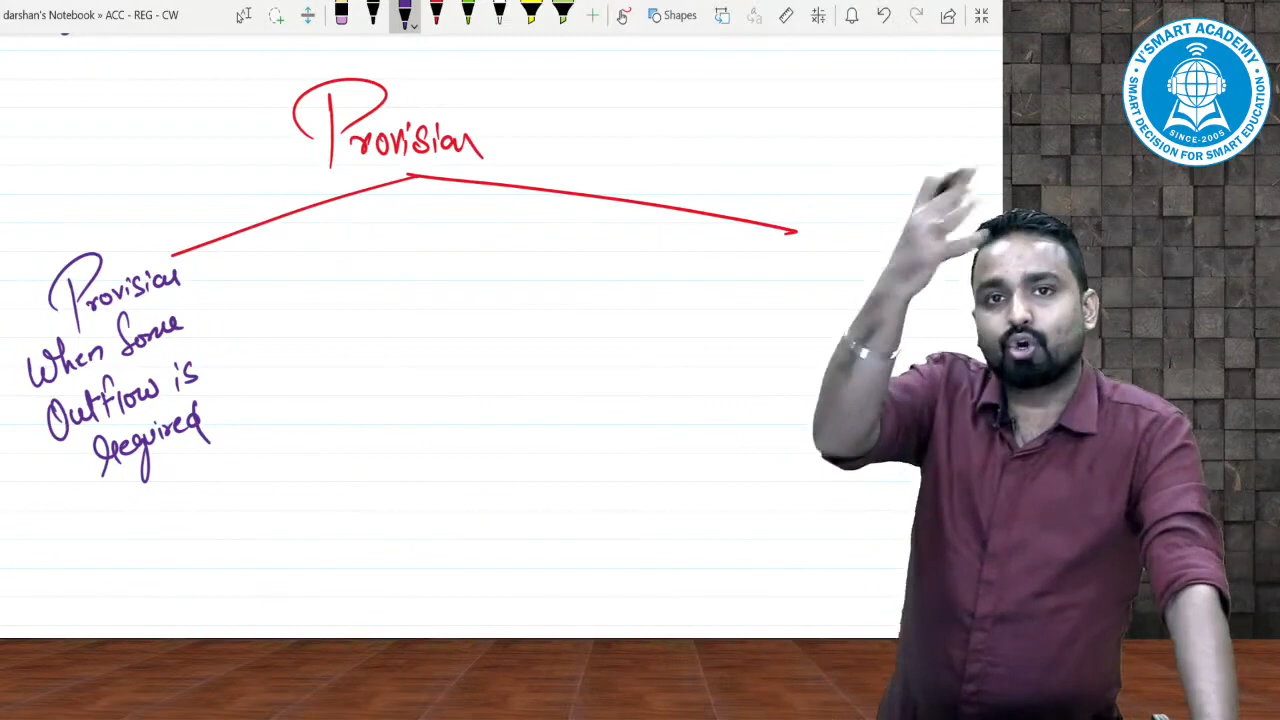 darshan's Notebook » ACC - REG - CW
Shapes
Provision
Provision
When Some
Outflow is
required
V'SMART ACADEMY
SINCE-2005
SMART DECISION FOR SMART EDUCATION